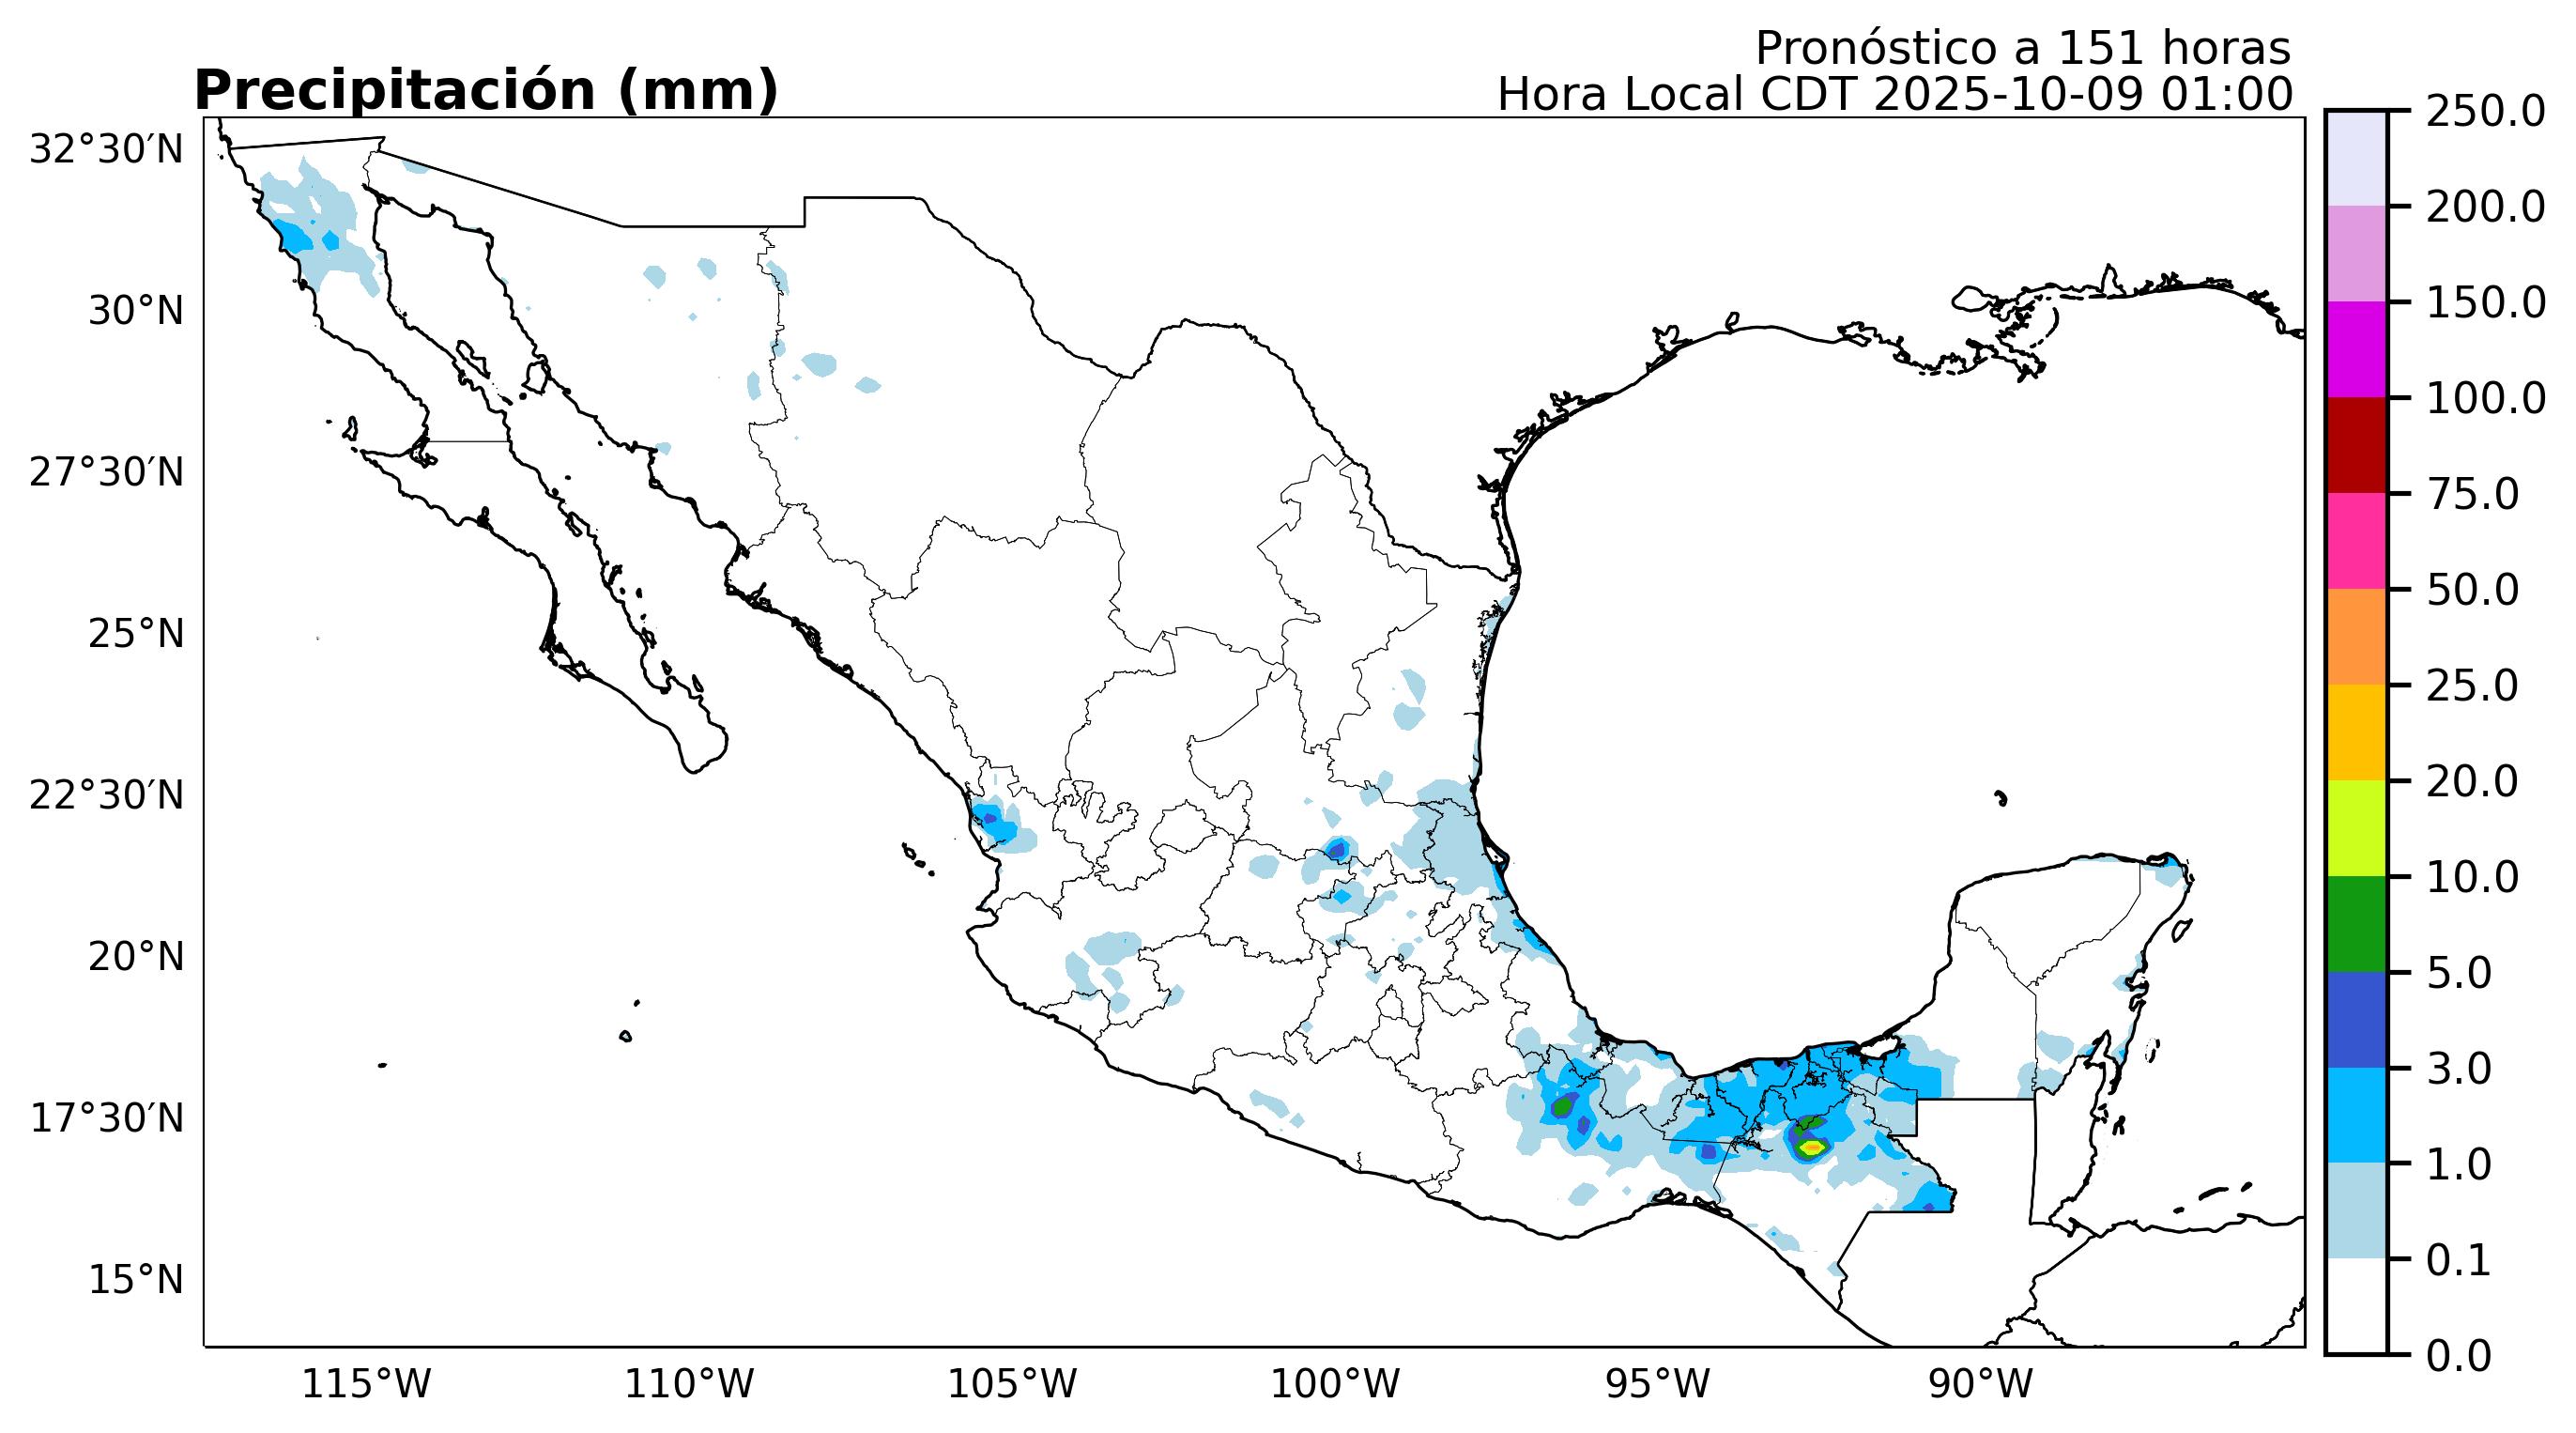 Pronóstico a 151 horas
Precipitación (mm)
Hora Local CDT 2025-10-09 01:00
32°30′N
30°N
27°30′N
25°N
22°30′N
20°N
17°30′N
15°N
115°W
110°W
105°W
100°W
95°W
90°W
250.0
200.0
150.0
100.0
75.0
50.0
25.0
20.0
10.0
5.0
3.0
1.0
0.1
0.0